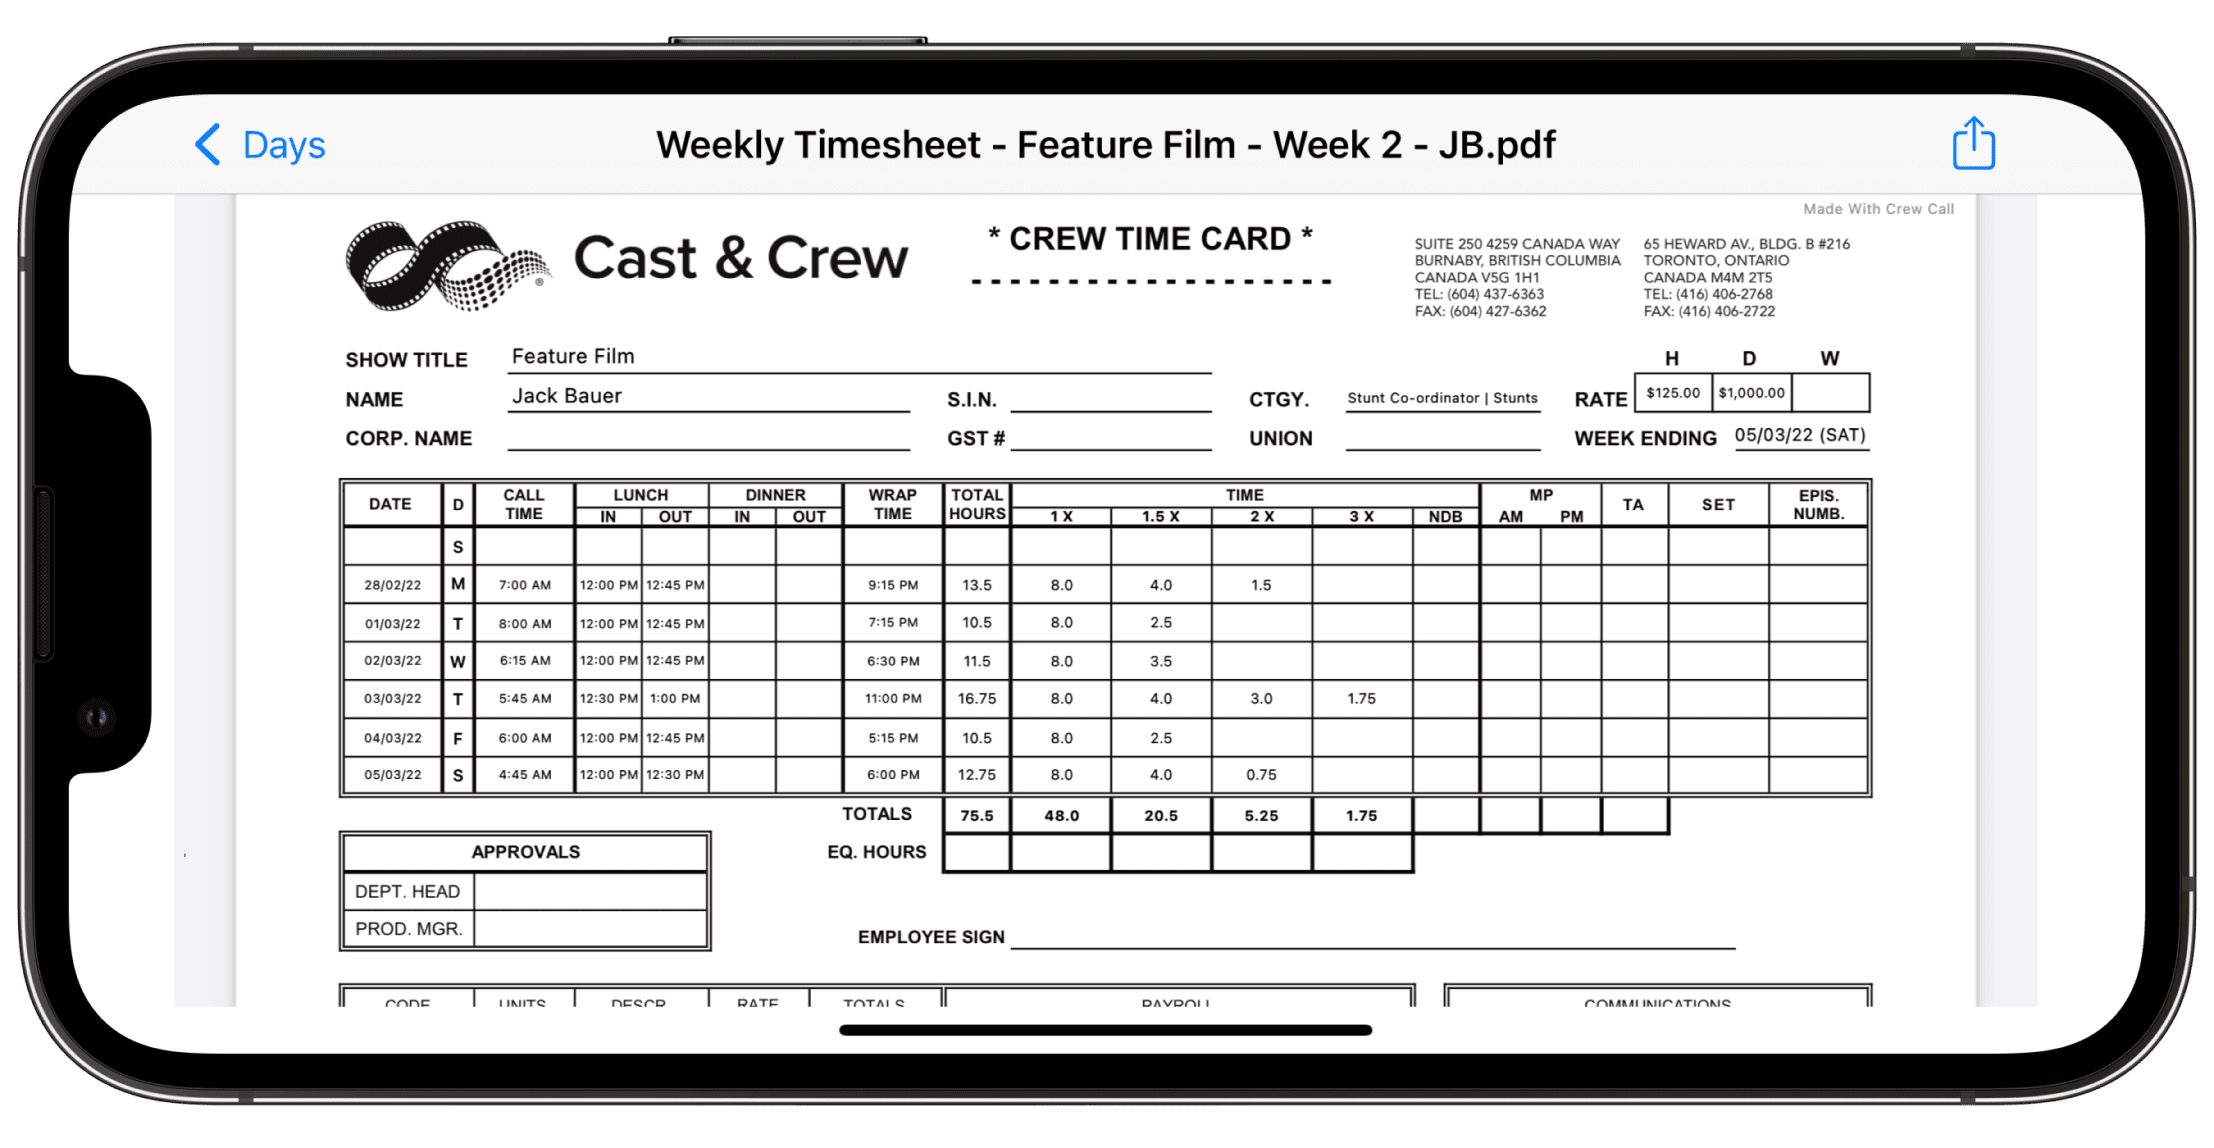 Days
Weekly Timesheet - Feature Film - Week 2 - JB.pdf
Made With Crew Call
Cast & Crew ®
* CREW TIME CARD *
- - - - - - - - - - - - - - - - - - -
SUITE 250 4259 CANADA WAY
BURNABY, BRITISH COLUMBIA
CANADA V5G 1H1
TEL: (604) 437-6363
FAX: (604) 427-6362
65 HEWARD AV., BLDG. B #216
TORONTO, ONTARIO
CANADA M4M 2T5
TEL: (416) 406-2768
FAX: (416) 406-2722
SHOW TITLE Feature Film
H D W
NAME Jack Bauer S.I.N. CTGY. Stunt Co-ordinator | Stunts RATE $125.00 $1,000.00
CORP. NAME GST # UNION WEEK ENDING 05/03/22 (SAT)
DATE D CALL TIME LUNCH DINNER WRAP TIME TOTAL HOURS TIME MP TA SET EPIS. NUMB.
IN OUT IN OUT 1 X 1.5 X 2 X 3 X NDB AM PM
S
28/02/22 M 7:00 AM 12:00 PM 12:45 PM 9:15 PM 13.5 8.0 4.0 1.5
01/03/22 T 8:00 AM 12:00 PM 12:45 PM 7:15 PM 10.5 8.0 2.5
02/03/22 W 6:15 AM 12:00 PM 12:45 PM 6:30 PM 11.5 8.0 3.5
03/03/22 T 5:45 AM 12:30 PM 1:00 PM 11:00 PM 16.75 8.0 4.0 3.0 1.75
04/03/22 F 6:00 AM 12:00 PM 12:45 PM 5:15 PM 10.5 8.0 2.5
05/03/22 S 4:45 AM 12:00 PM 12:30 PM 6:00 PM 12.75 8.0 4.0 0.75
TOTALS 75.5 48.0 20.5 5.25 1.75
EQ. HOURS
APPROVALS
DEPT. HEAD
PROD. MGR.
EMPLOYEE SIGN
CODE UNITS DESCR. RATE TOTALS PAYROLL COMMUNICATIONS